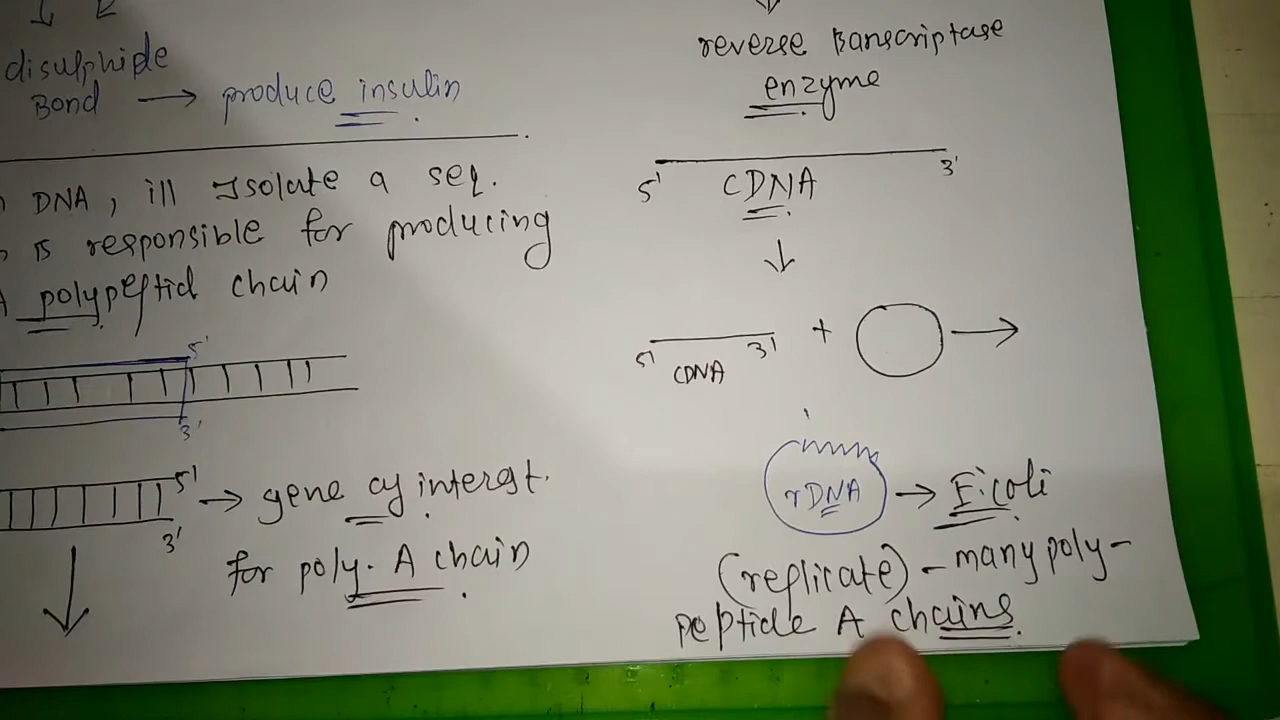 disulphide
Bond → produce insulin.
DNA, ill Isolate a seq.
is responsible for producing
A polypeptid chain
5'
3'
5' → gene oy interest.
3'
for poly. A chain.
reverse transcriptase
enzyme
5' 3'
CDNA
5' 3' +
CDNA
rDNA → E.coli
(replicate) - many poly-
peptide A chains.